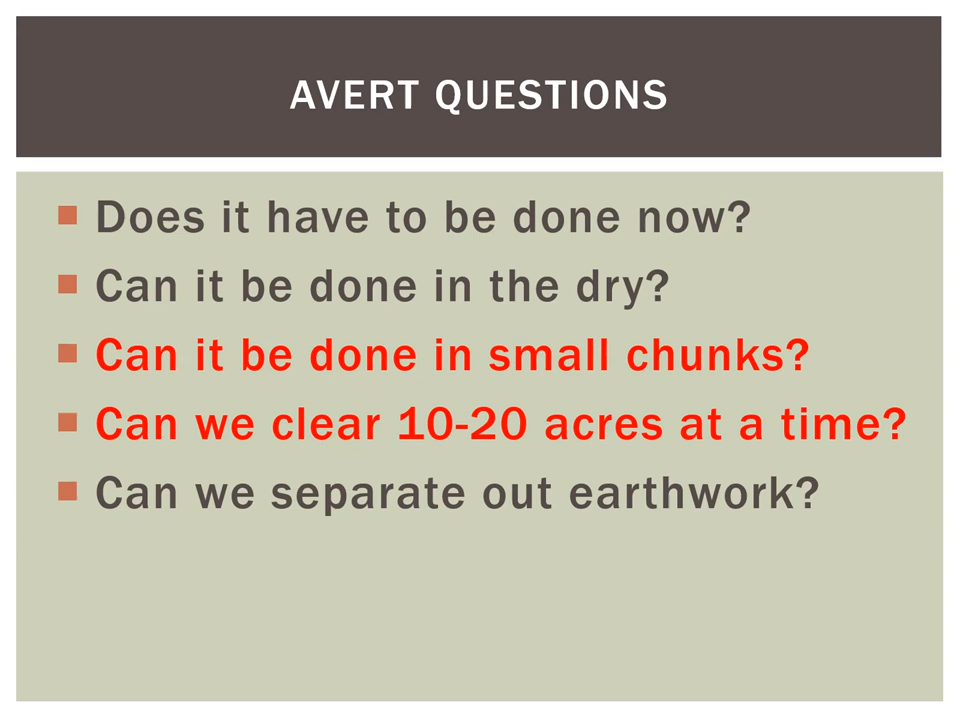 AVERT QUESTIONS
Does it have to be done now?
Can it be done in the dry?
Can it be done in small chunks?
Can we clear 10-20 acres at a time?
Can we separate out earthwork?